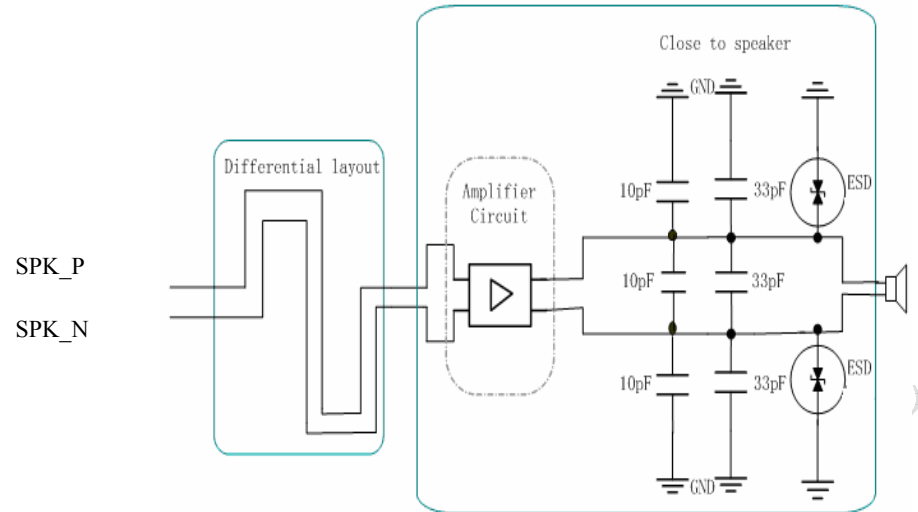 Close to speaker
GND
Differential layout
Amplifier
Circuit
10pF
33pF
ESD
SPK_P
10pF
33pF
SPK_N
10pF
33pF
ESD
GND